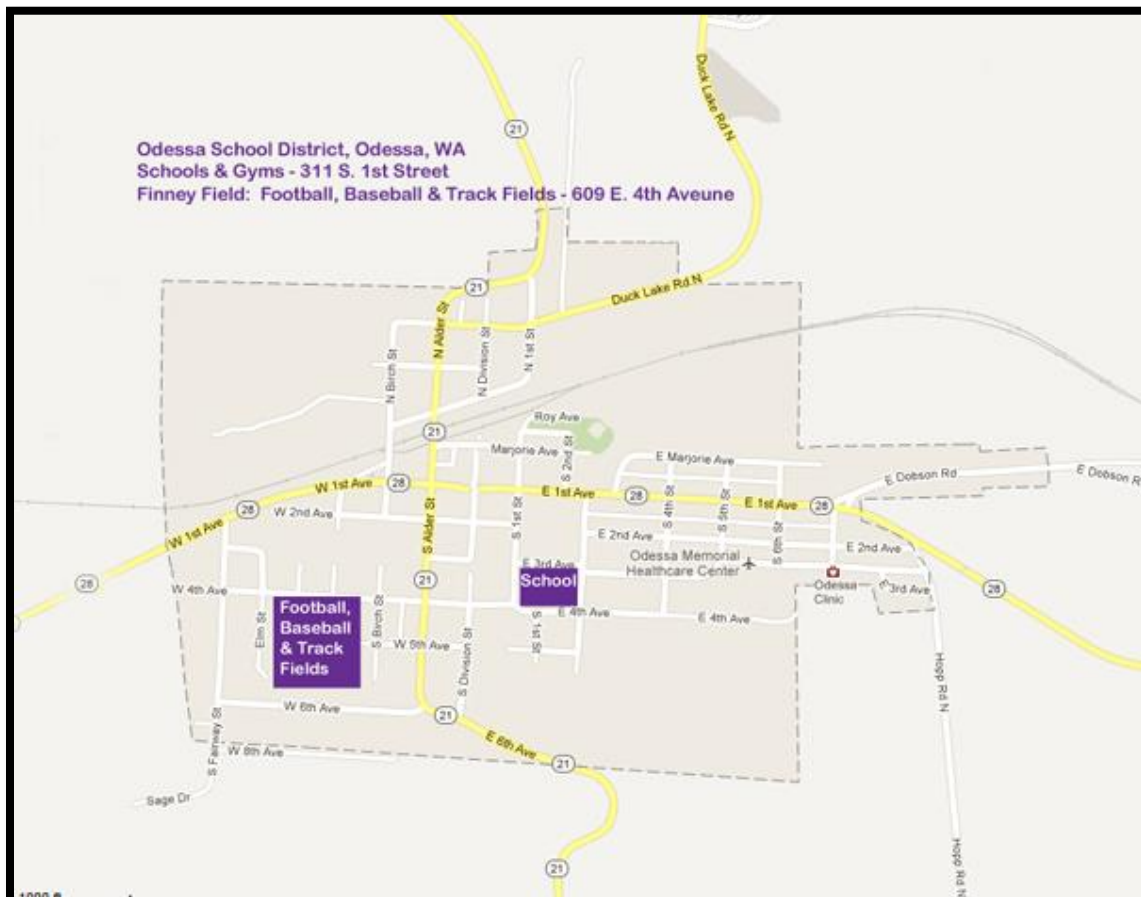 Duck Lake Rd N
21
Odessa School District, Odessa, WA
Schools & Gyms - 311 S. 1st Street
Finney Field:  Football, Baseball & Track Fields - 609 E. 4th Aveune
21
Duck Lake Rd N
N Alder St
N Division St
N 1st St
N Birch St
21
Roy Ave
Marjorie Ave
S 2nd St
E Marjorie Ave
E Dobson Rd
E Dobson R
W 1st Ave
28
E 1st Ave
28
E 1st Ave
28
W 1st Ave
28
W 2nd Ave
S Alder St
S 1st St
S 4th St
S 5th St
S 6th St
E 2nd Ave
E 2nd Ave
Odessa Memorial
Healthcare Center
E 3rd Ave
School
28
21
28
W 4th Ave
Odessa
Clinic
E 3rd Ave
Football,
Baseball
& Track
Fields
Elm St
S Birch St
E 4th Ave
E 4th Ave
S 1st St
W 5th Ave
S Division St
Hopp Rd N
W 6th Ave
21
E 6th Ave
21
S Fairway St
W 8th Ave
Sage Dr
Hopp Rd N
21